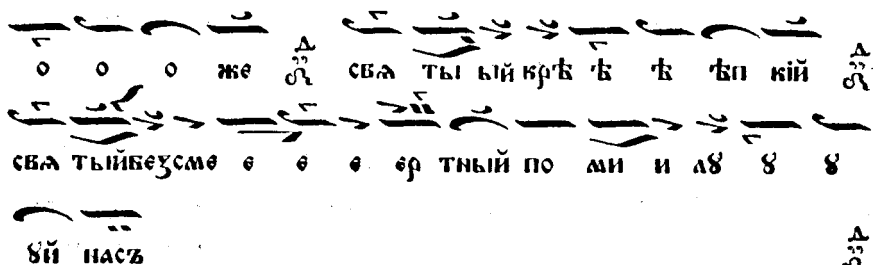 о о о же свѧ ты ый крѣ ѣ ѣ ѣп кій
свѧ тыйбезсме е е е ер тный по ми и лꙋ ꙋ ꙋ
ꙋй насъ